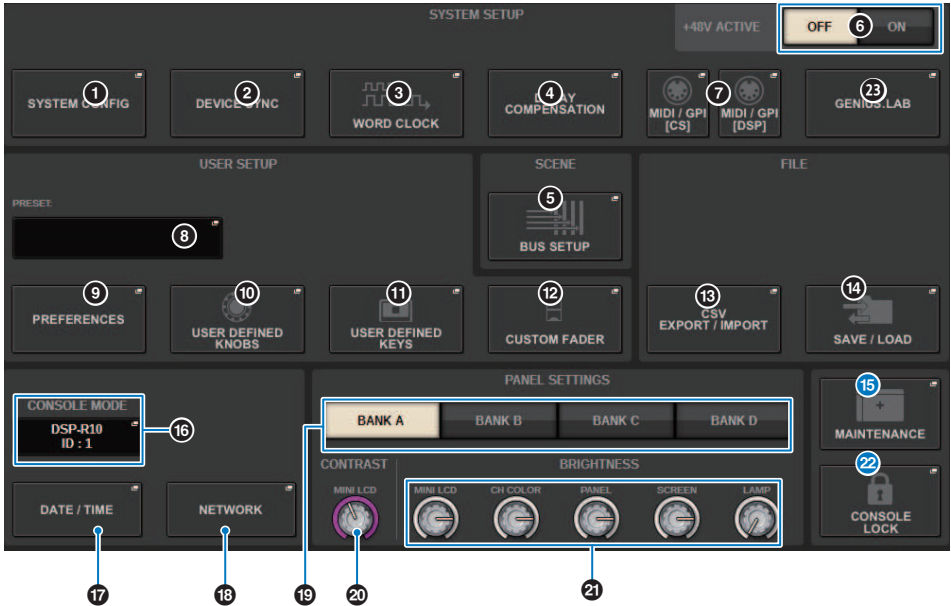 SYSTEM SETUP
+48V ACTIVE
OFF
6
ON
1
SYSTEM CONFIG
2
DEVICE SYNC
3
WORD CLOCK
4
DELAY
COMPENSATION
7
MIDI / GPI
[CS]
MIDI / GPI
[DSP]
23
GENIUS.LAB
USER SETUP
SCENE
FILE
PRESET:
8
5
BUS SETUP
9
PREFERENCES
10
USER DEFINED
KNOBS
11
USER DEFINED
KEYS
12
CUSTOM FADER
13
CSV
EXPORT / IMPORT
14
SAVE / LOAD
CONSOLE MODE
DSP-R10
ID : 1
16
PANEL SETTINGS
BANK A
BANK B
BANK C
BANK D
15
MAINTENANCE
CONTRAST
BRIGHTNESS
MINI LCD
MINI LCD
CH COLOR
PANEL
SCREEN
LAMP
22
CONSOLE
LOCK
DATE / TIME
NETWORK
17
18
19
20
21